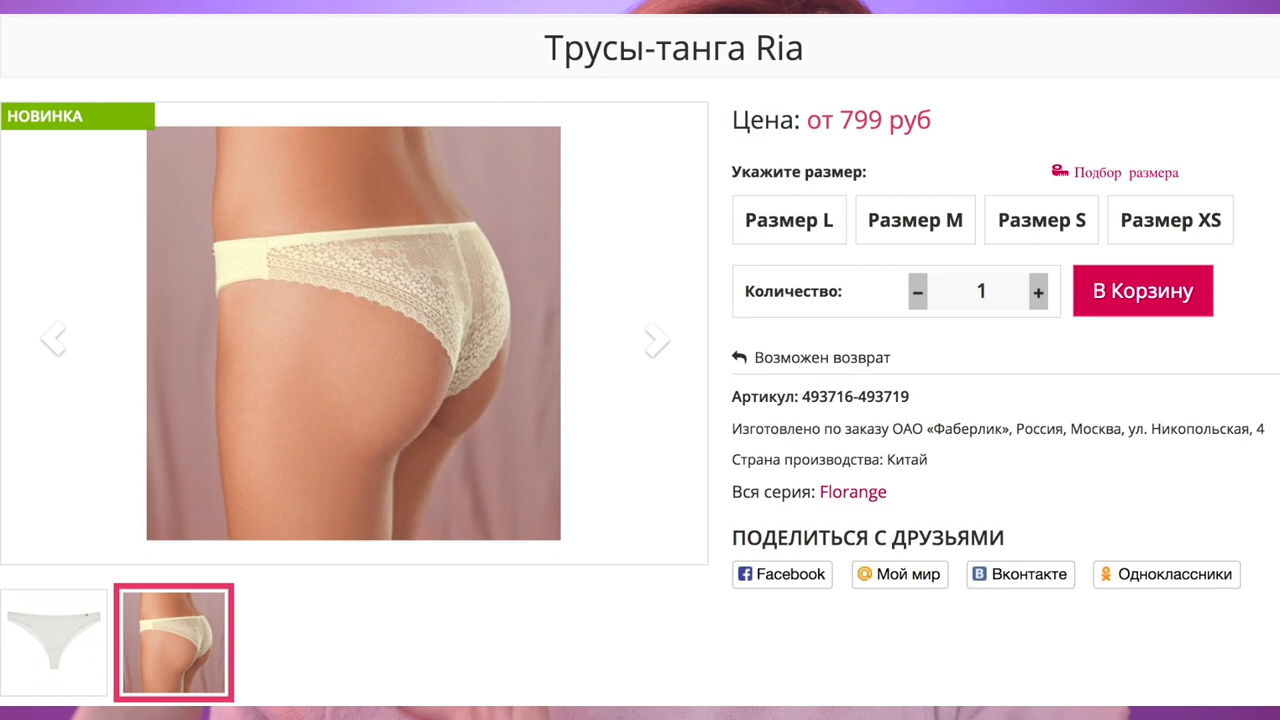 Трусы-танга Ria
НОВИНКА
Цена: от 799 руб
Укажите размер:
Подбор размера
Размер L
Размер M
Размер S
Размер XS
Количество:
− 1 +
В Корзину
Возможен возврат
Артикул: 493716-493719
Изготовлено по заказу ОАО «Фаберлик», Россия, Москва, ул. Никопольская, 4
Страна производства: Китай
Вся серия: Florange
ПОДЕЛИТЬСЯ С ДРУЗЬЯМИ
Facebook
Мой мир
Вконтакте
Одноклассники